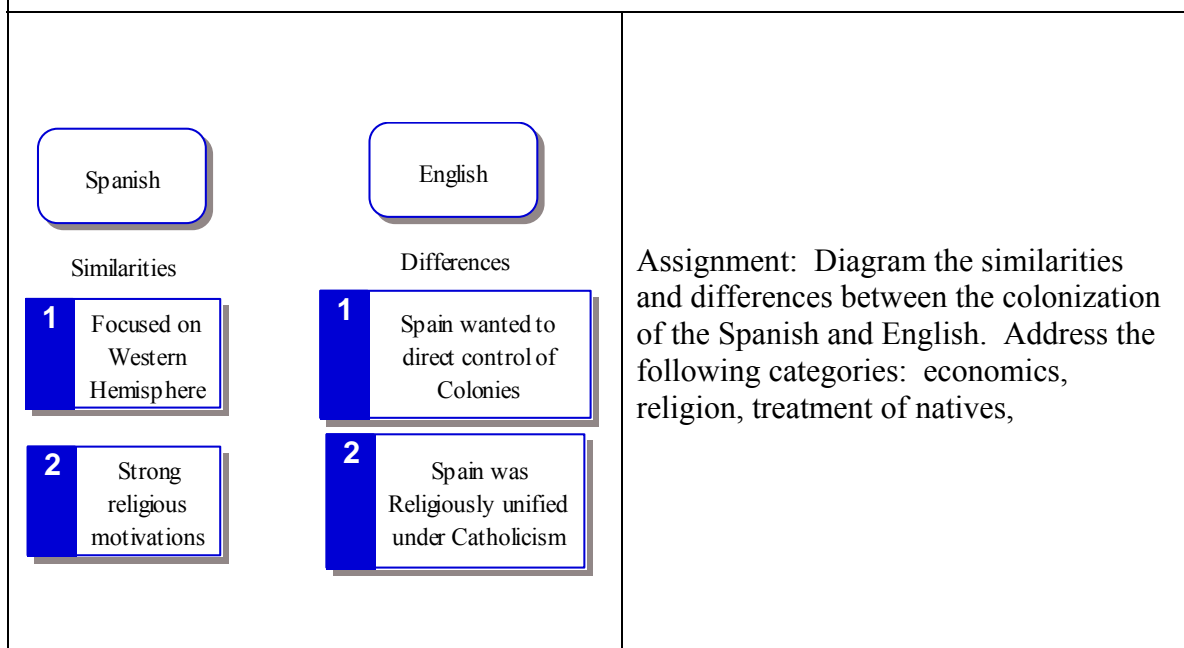 Spanish
English
Similarities
Differences
1
Focused on
Western
Hemisphere
1
Spain wanted to
direct control of
Colonies
2
Strong
religious
motivations
2
Spain was
Religiously unified
under Catholicism
Assignment: Diagram the similarities
and differences between the colonization
of the Spanish and English. Address the
following categories: economics,
religion, treatment of natives,